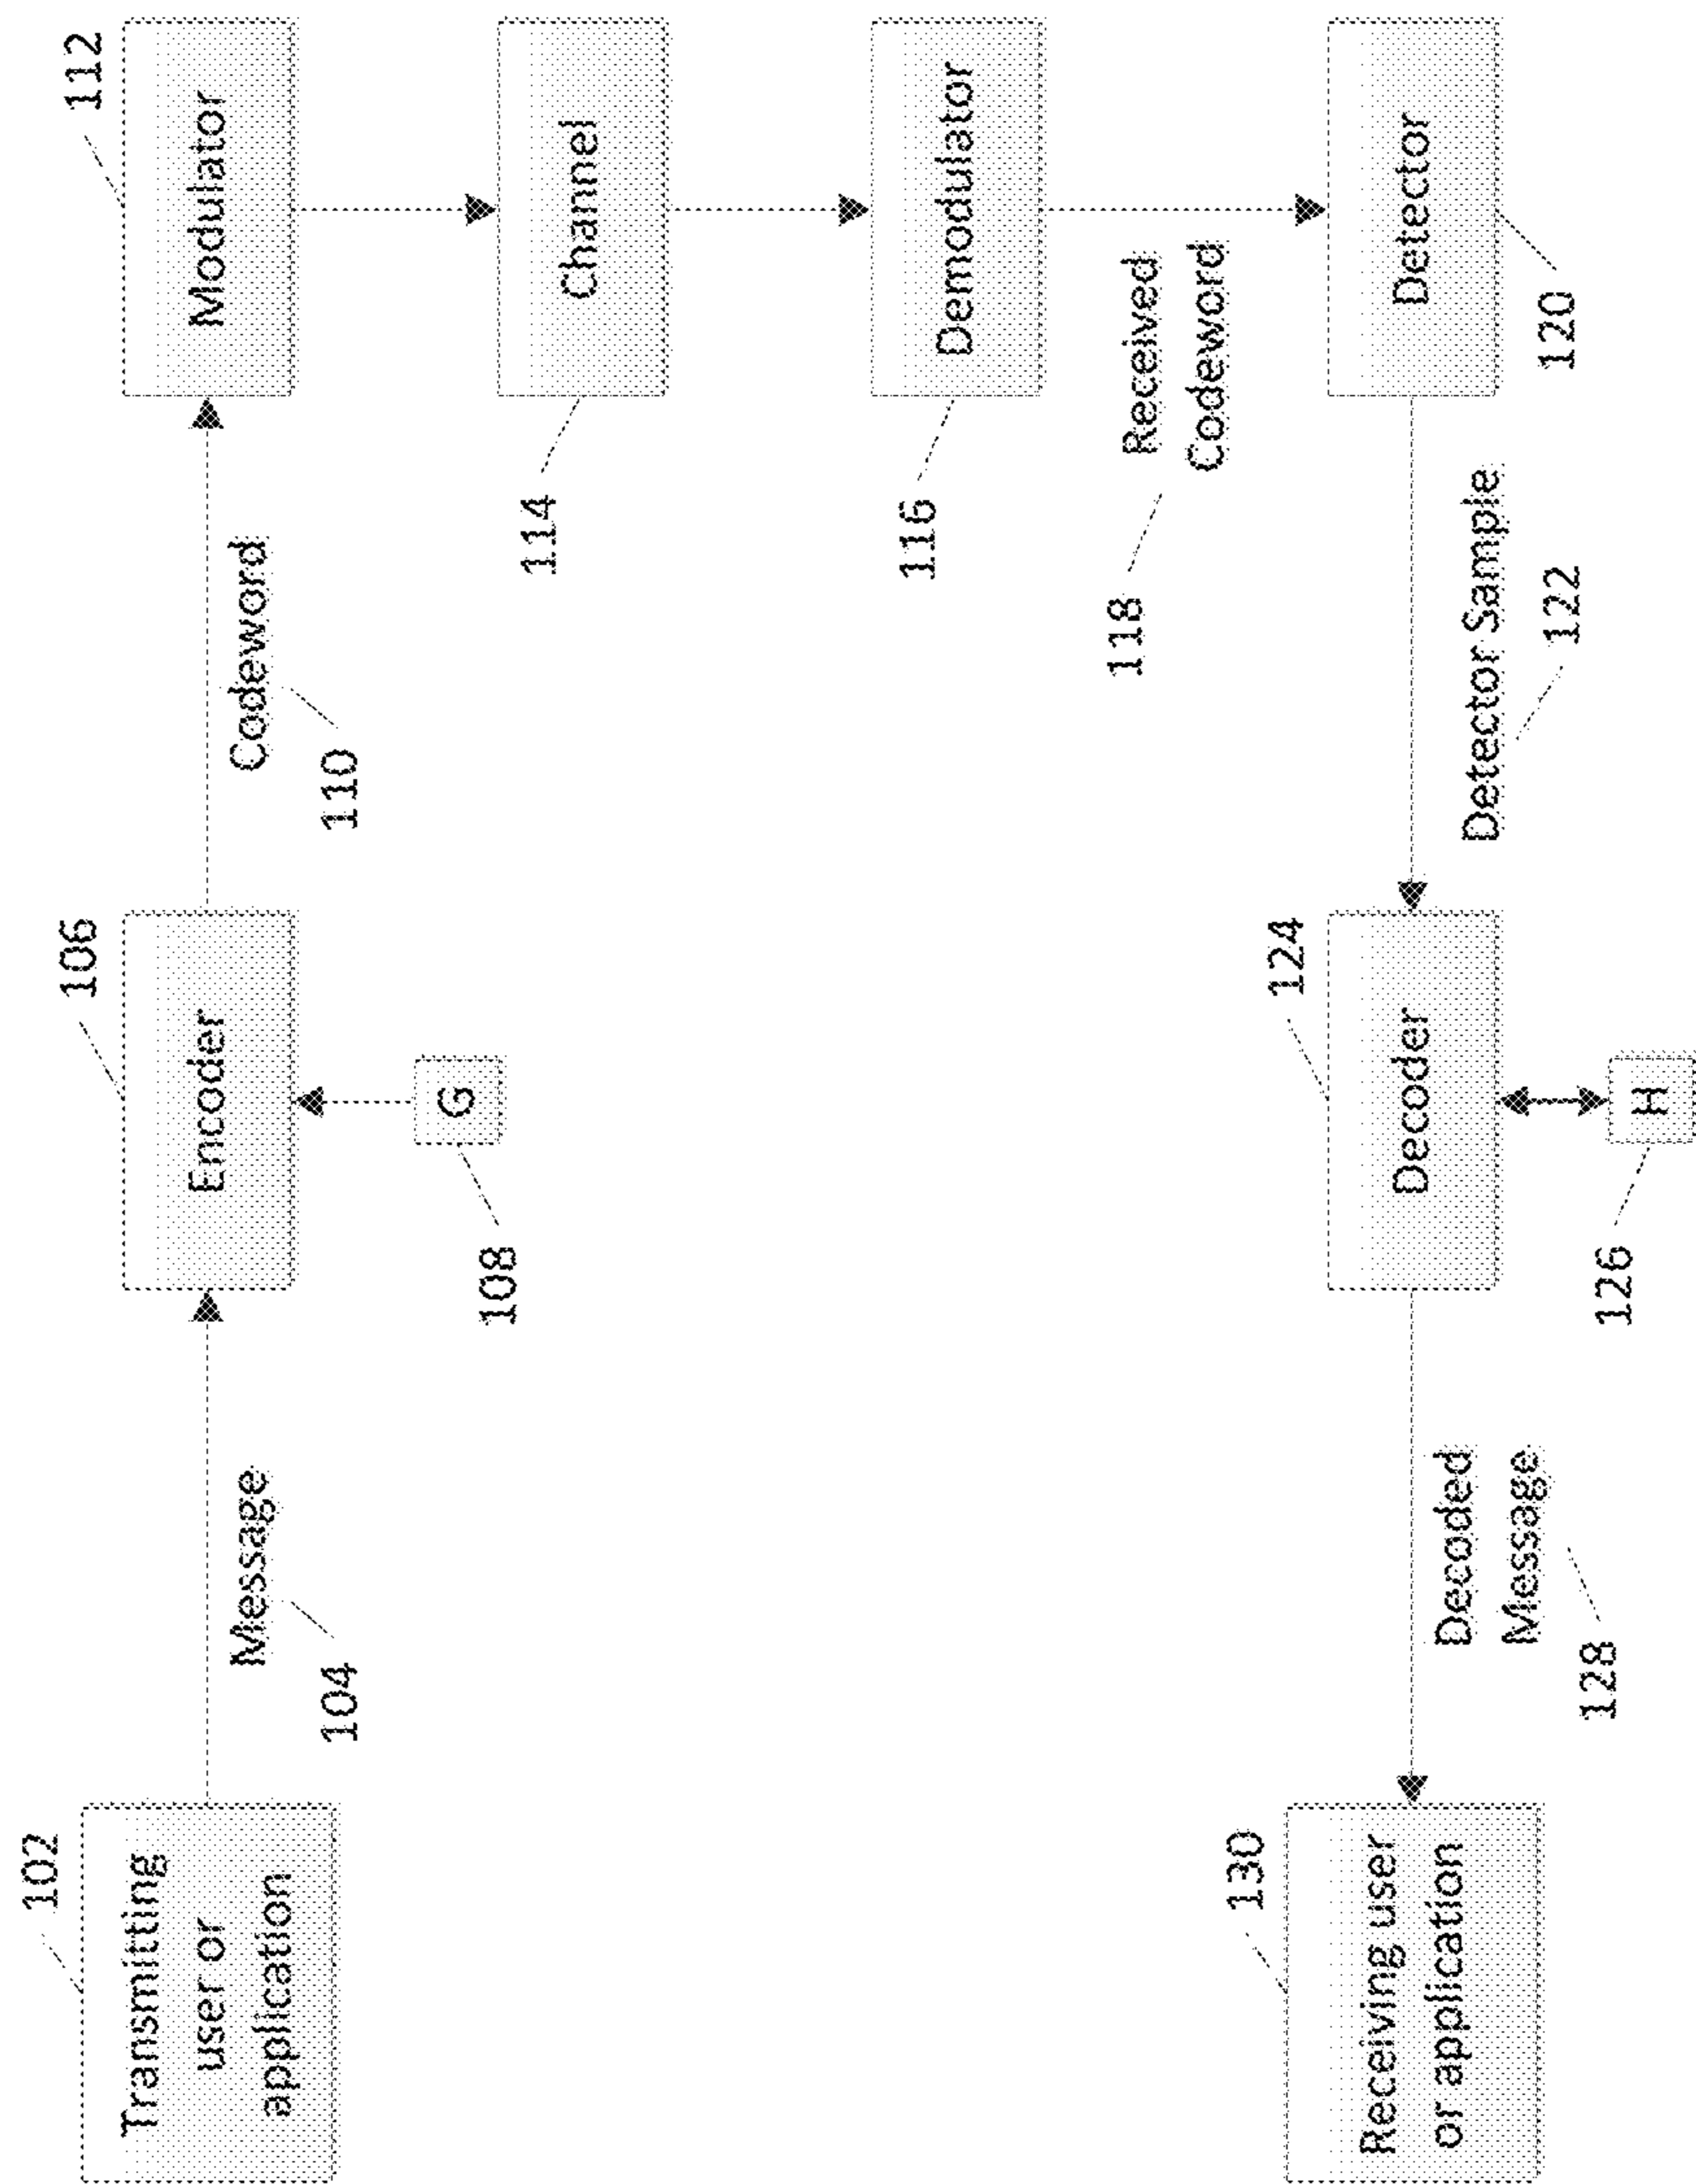 102
Transmitting
user or
application
Message
104
106
Encoder
G
108
Codeword
110
112
Modulator
Channel
114
Demodulator
116
Received
Codeword
118
Detector
120
Detector Sample
122
124
Decoder
H
126
Decoded
Message
128
130
Receiving user
or application